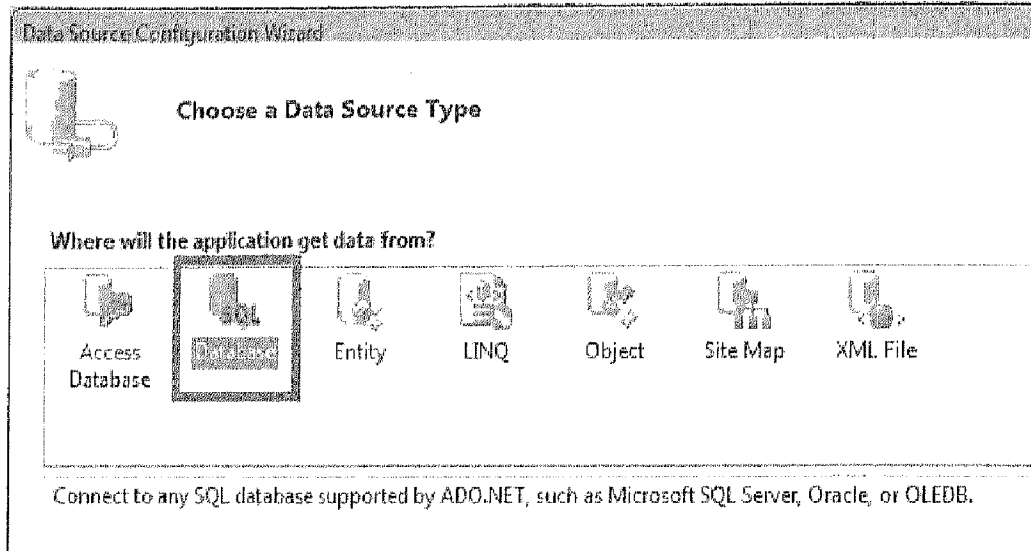 Data Source Configuration Wizard
Choose a Data Source Type
Where will the application get data from?
SQL
Access Database
Database
Entity
LINQ
Object
Site Map
XML File
Connect to any SQL database supported by ADO.NET, such as Microsoft SQL Server, Oracle, or OLEDB.